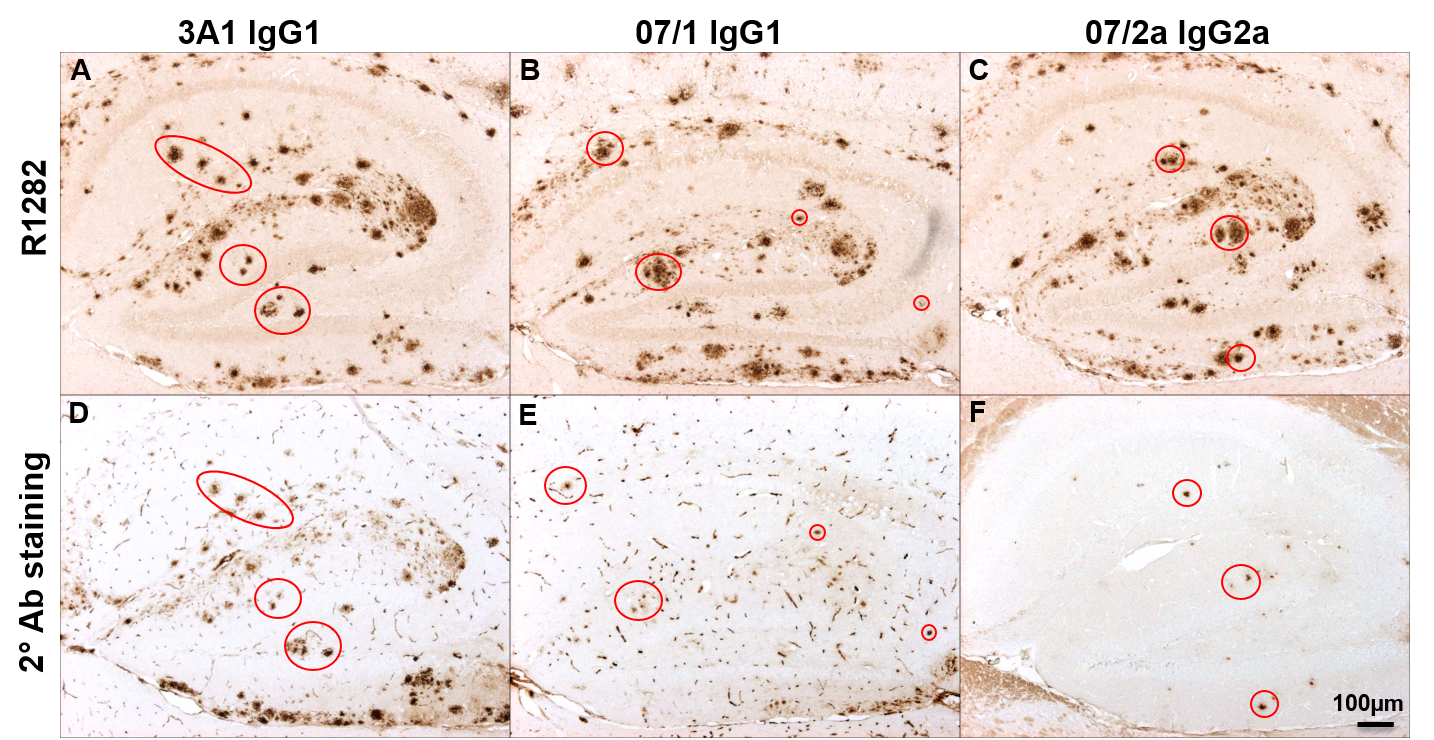 3A1 IgG1
07/1 IgG1
07/2a IgG2a
R1282
A
B
C
2° Ab staining
D
E
F
100µm